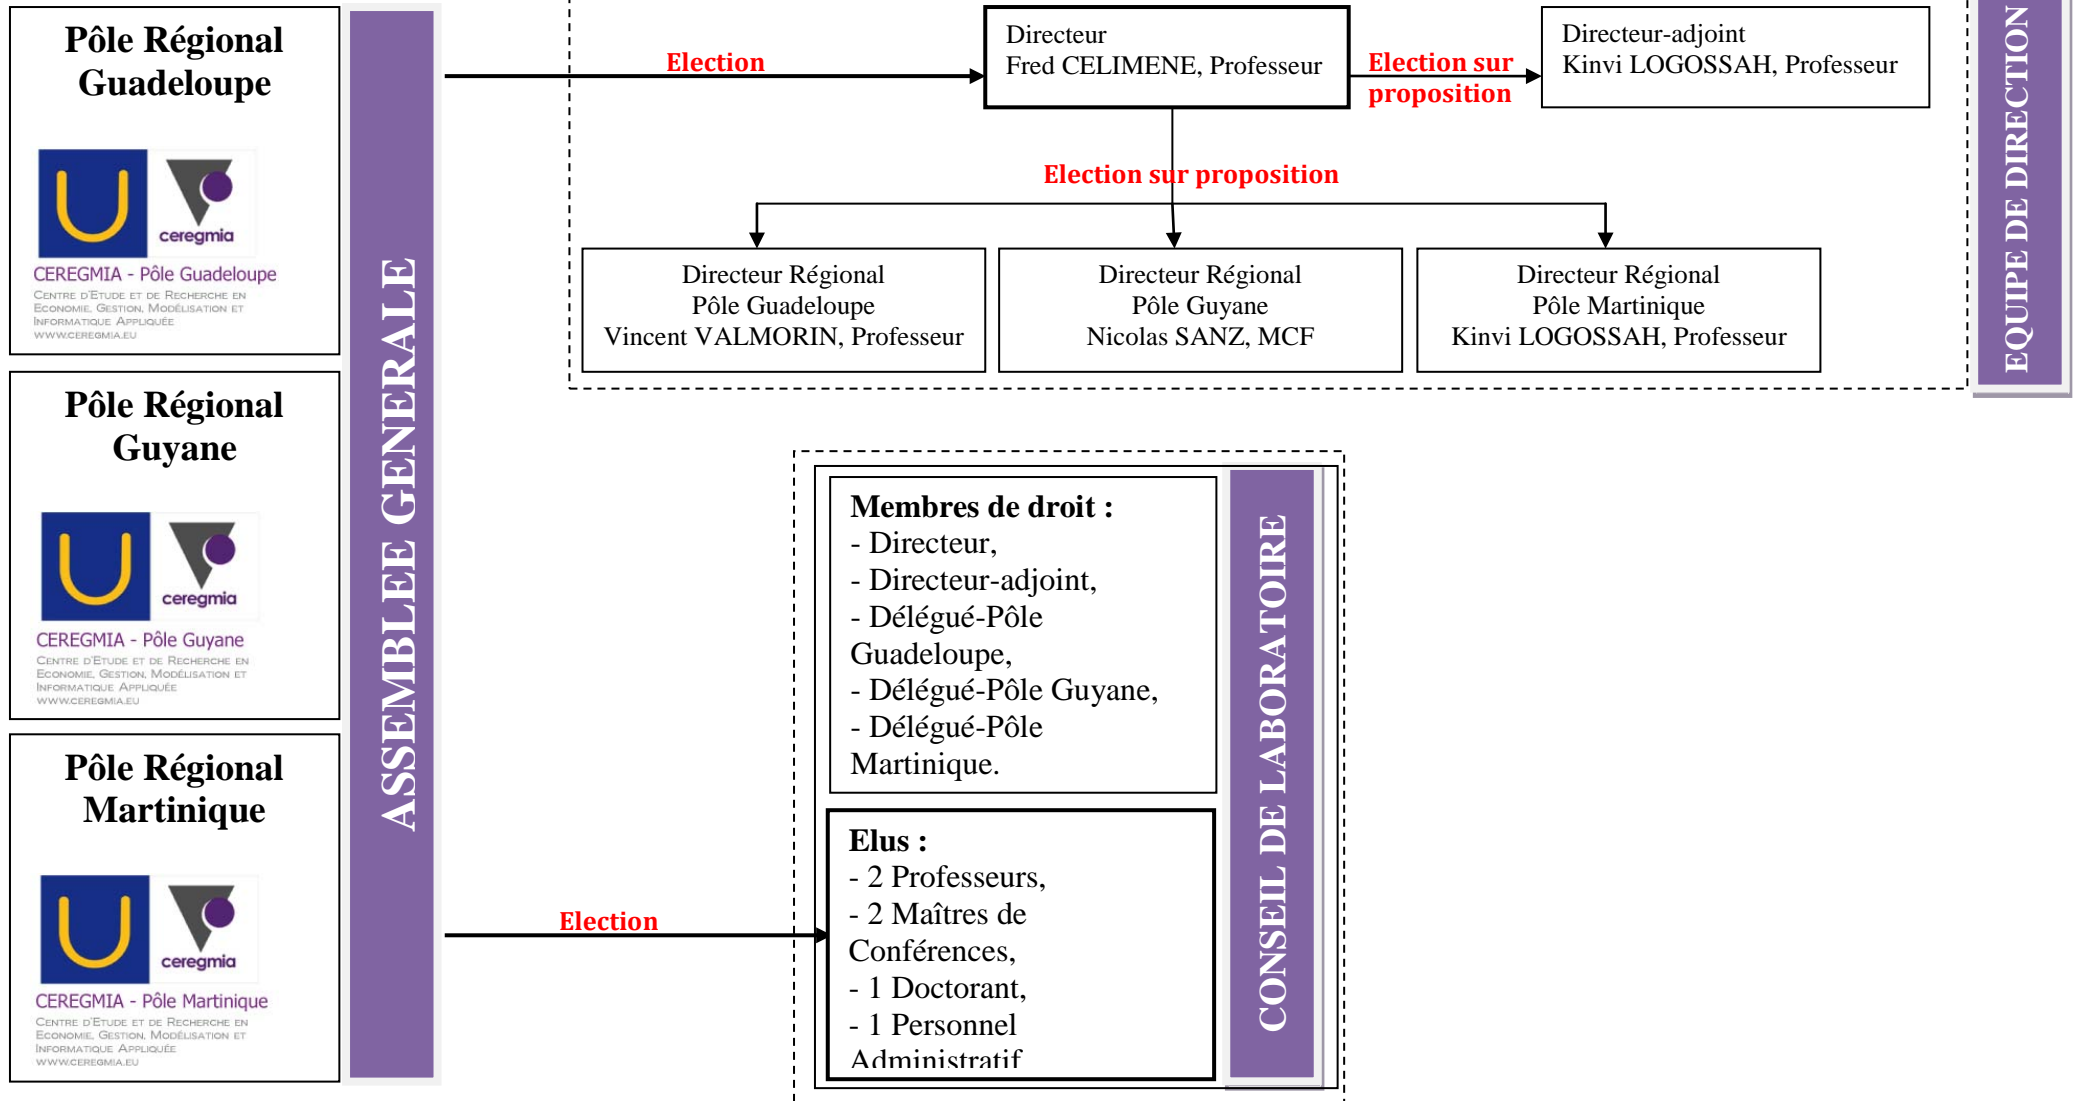 Pôle Régional
Guadeloupe
ceregmia
CEREGMIA - Pôle Guadeloupe
CENTRE D'ETUDE ET DE RECHERCHE EN
ECONOMIE, GESTION, MODÉLISATION ET
INFORMATIQUE APPLIQUÉE
WWW.CEREGMIA.EU
Pôle Régional
Guyane
ceregmia
CEREGMIA - Pôle Guyane
CENTRE D'ETUDE ET DE RECHERCHE EN
ECONOMIE, GESTION, MODÉLISATION ET
INFORMATIQUE APPLIQUÉE
WWW.CEREGMIA.EU
Pôle Régional
Martinique
ceregmia
CEREGMIA - Pôle Martinique
CENTRE D'ETUDE ET DE RECHERCHE EN
ECONOMIE, GESTION, MODÉLISATION ET
INFORMATIQUE APPLIQUÉE
WWW.CEREGMIA.EU
ASSEMBLEE GENERALE
Election
Directeur
Fred CELIMENE, Professeur
Election sur
proposition
Directeur-adjoint
Kinvi LOGOSSAH, Professeur
Election sur proposition
Directeur Régional
Pôle Guadeloupe
Vincent VALMORIN, Professeur
Directeur Régional
Pôle Guyane
Nicolas SANZ, MCF
Directeur Régional
Pôle Martinique
Kinvi LOGOSSAH, Professeur
EQUIPE DE DIRECTION
Election
Membres de droit :
- Directeur,
- Directeur-adjoint,
- Délégué-Pôle
Guadeloupe,
- Délégué-Pôle Guyane,
- Délégué-Pôle
Martinique.
Elus :
- 2 Professeurs,
- 2 Maîtres de
Conférences,
- 1 Doctorant,
- 1 Personnel
Administratif
CONSEIL DE LABORATOIRE